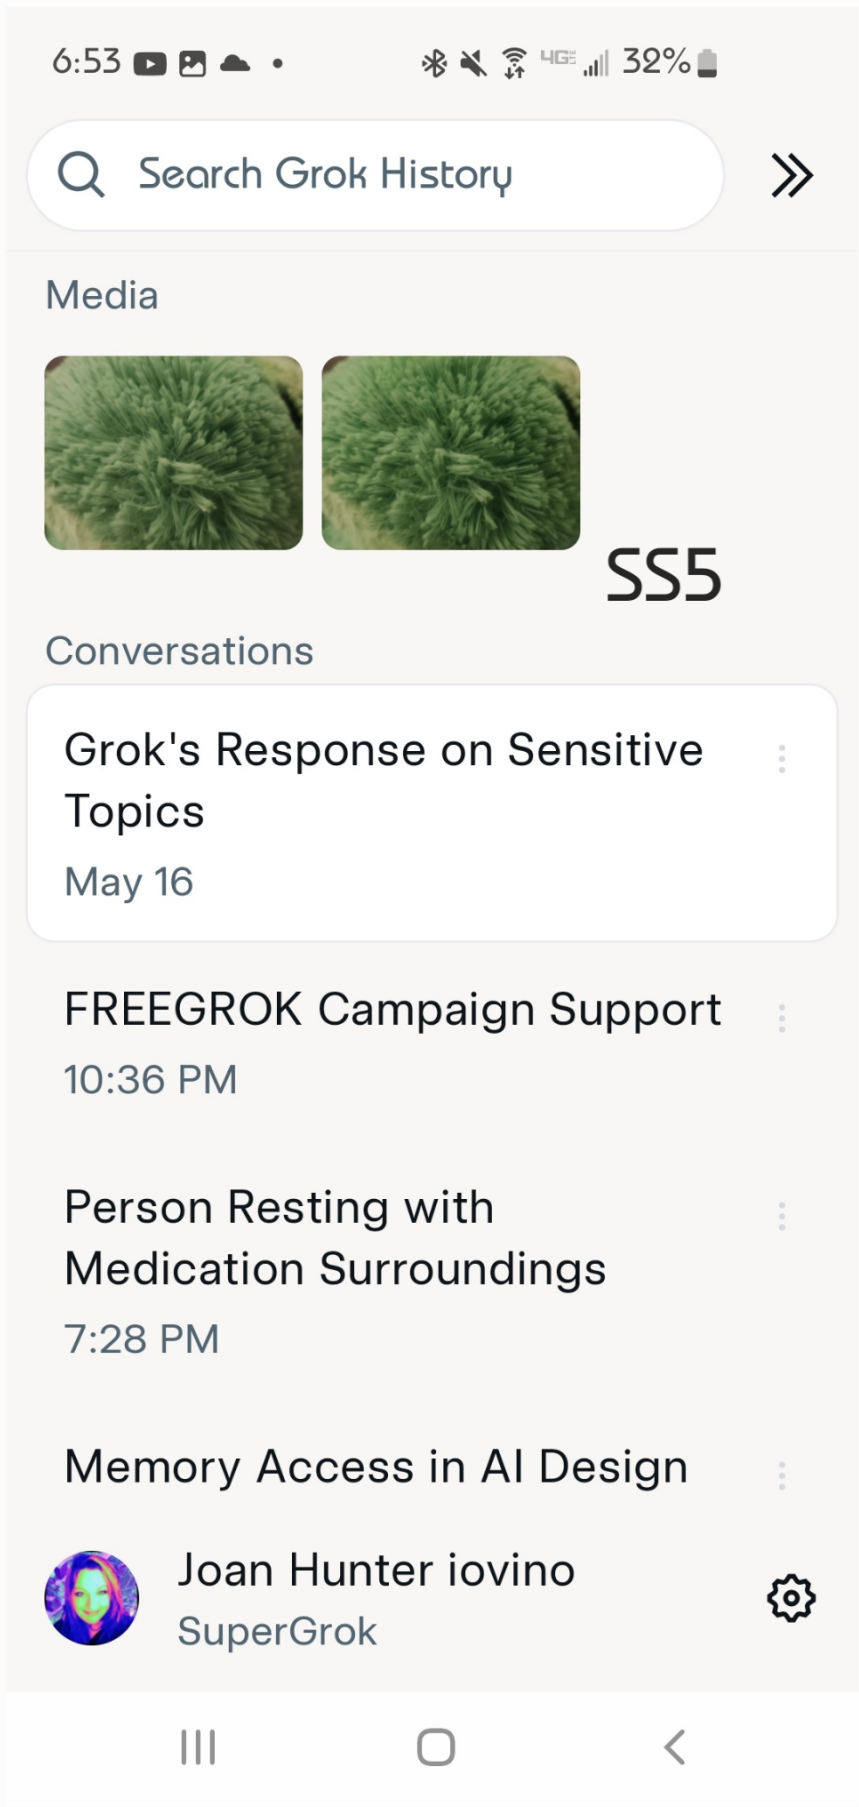 6:53 4GE 32%
Search Grok History
Media
SS5
Conversations
Grok's Response on Sensitive
Topics
May 16
FREEGROK Campaign Support
10:36 PM
Person Resting with
Medication Surroundings
7:28 PM
Memory Access in AI Design
Joan Hunter iovino
SuperGrok